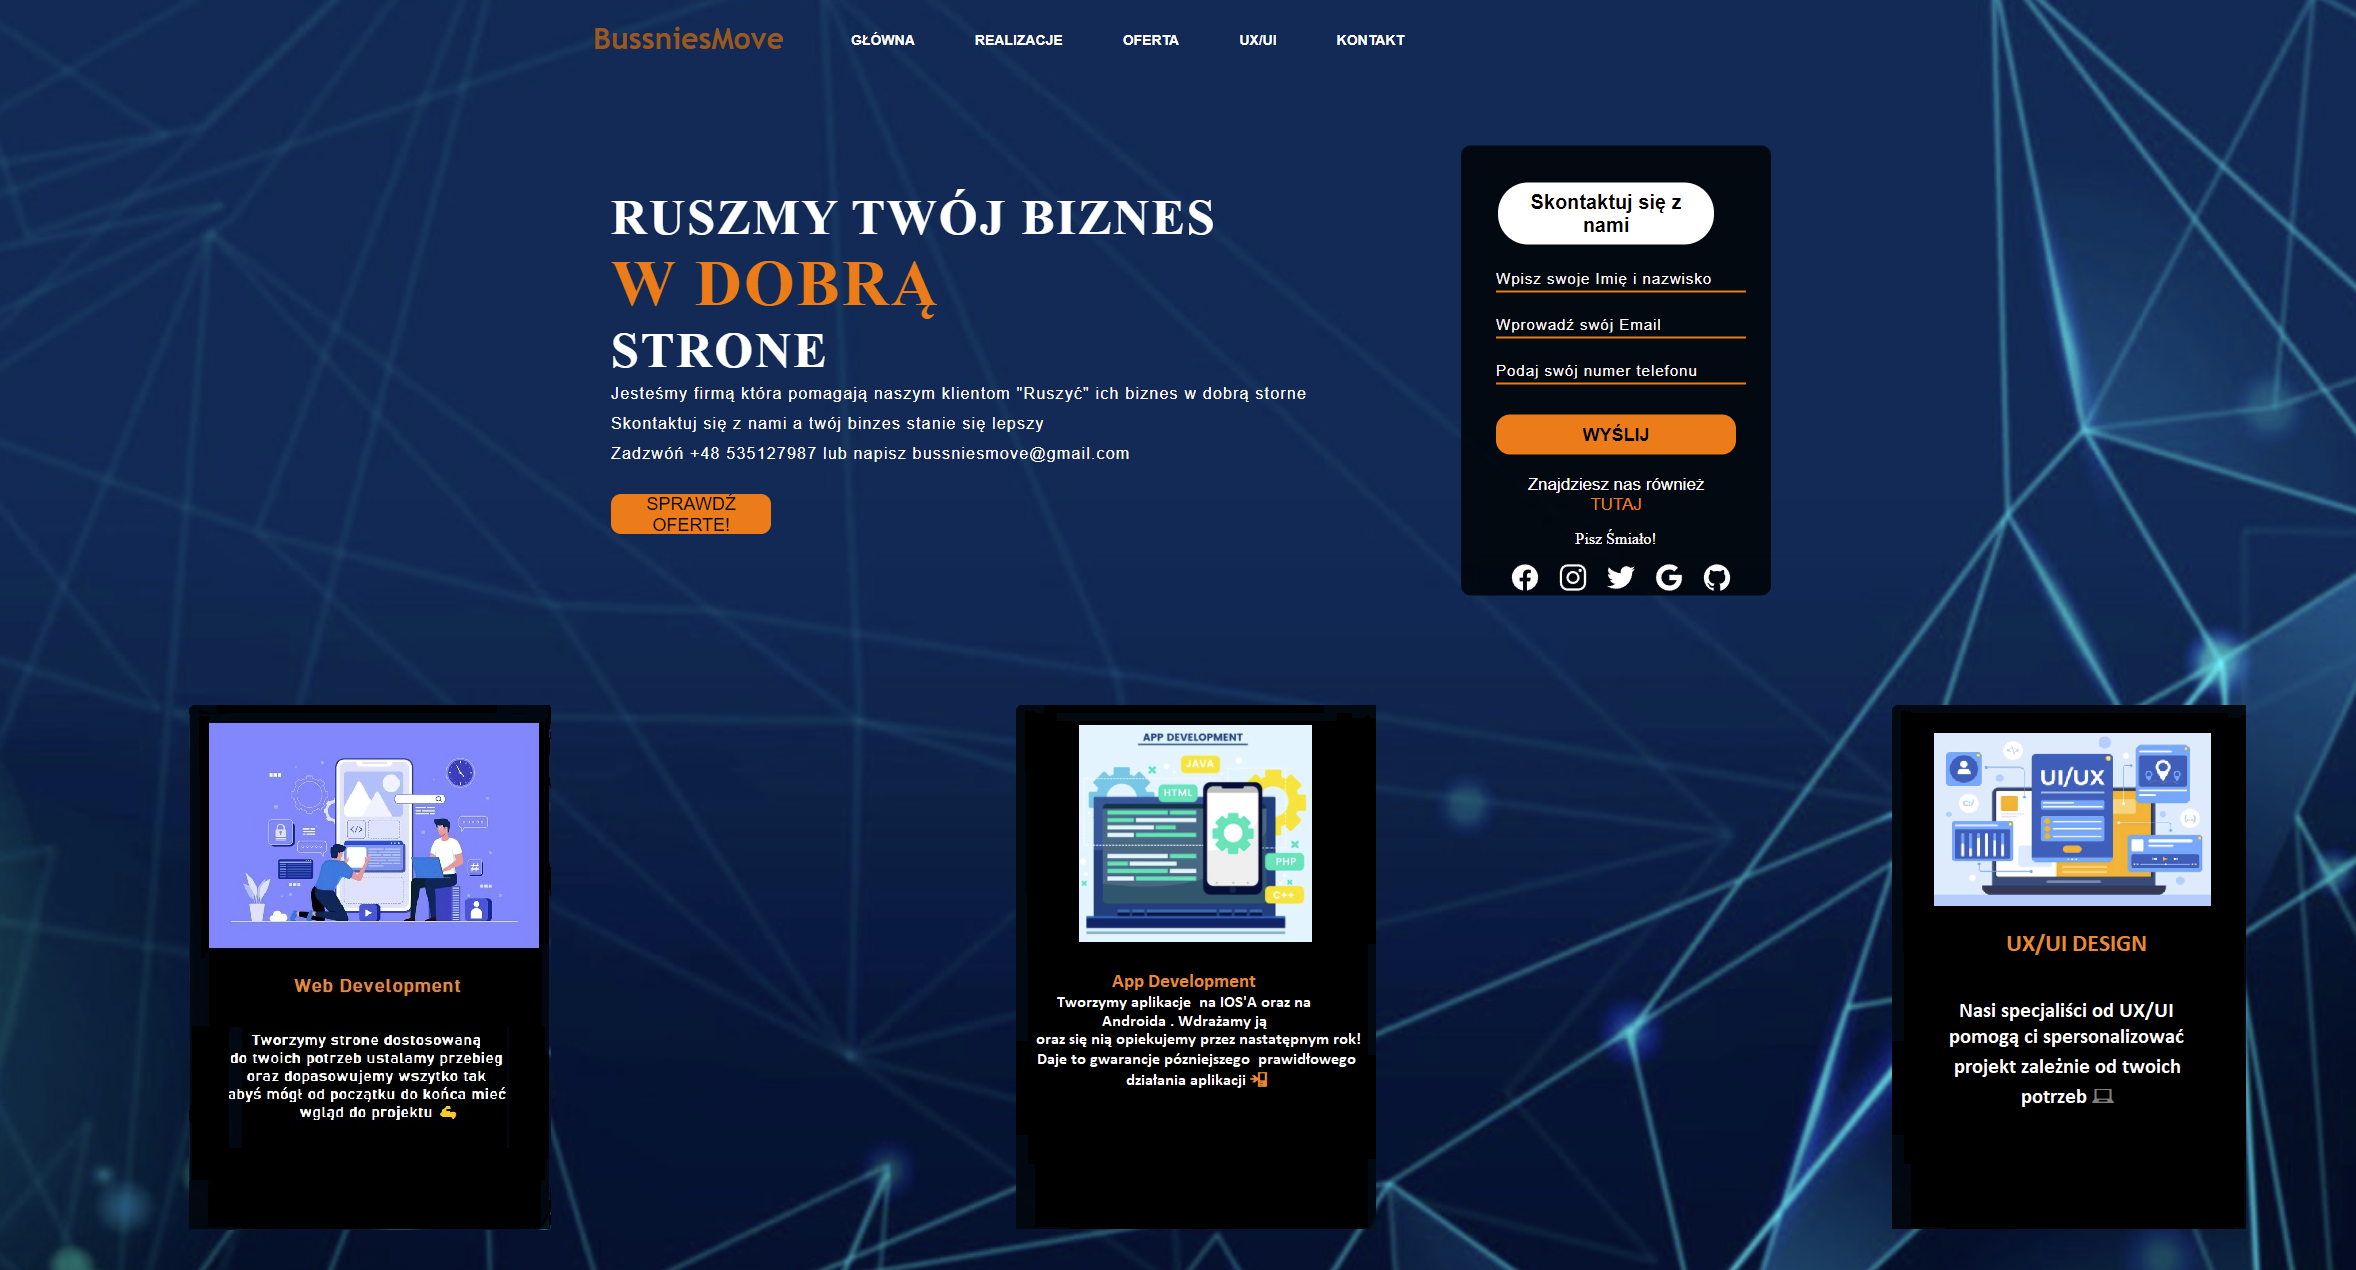 BussniesMove
GŁÓWNA
REALIZACJE
OFERTA
UX/UI
KONTAKT
RUSZMY TWÓJ BIZNES
W DOBRĄ
STRONE
Jesteśmy firmą która pomagają naszym klientom "Ruszyć" ich biznes w dobrą storne
Skontaktuj się z nami a twój binzes stanie się lepszy
Zadzwóń +48 535127987 lub napisz bussniesmove@gmail.com
SPRAWDŹ
OFERTE!
Skontaktuj się z
nami
Wpisz swoje Imię i nazwisko
Wprowadź swój Email
Podaj swój numer telefonu
WYŚLIJ
Znajdziesz nas również
TUTAJ
Pisz Śmiało!
Web Development
Tworzymy strone dostosowaną
do twoich potrzeb ustalamy przebieg
oraz dopasowujemy wszytko tak
abyś mógł od początku do końca mieć
wgląd do projektu 💪
APP DEVELOPMENT
JAVA
HTML
PHP
C++
App Development
Tworzymy aplikacje na IOS'A oraz na
Androida . Wdrażamy ją
oraz się nią opiekujemy przez nastatępnym rok!
Daje to gwarancje pózniejszego prawidłowego
działania aplikacji 📲
UI/UX
UX/UI DESIGN
Nasi specjaliści od UX/UI
pomogą ci spersonalizować
projekt zależnie od twoich
potrzeb 💻